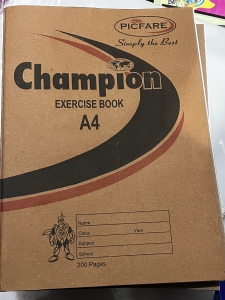 PICFARE
Simply the Best
Champion
EXERCISE BOOK
A4
Name
Class Year
Subject
School
200 Pages